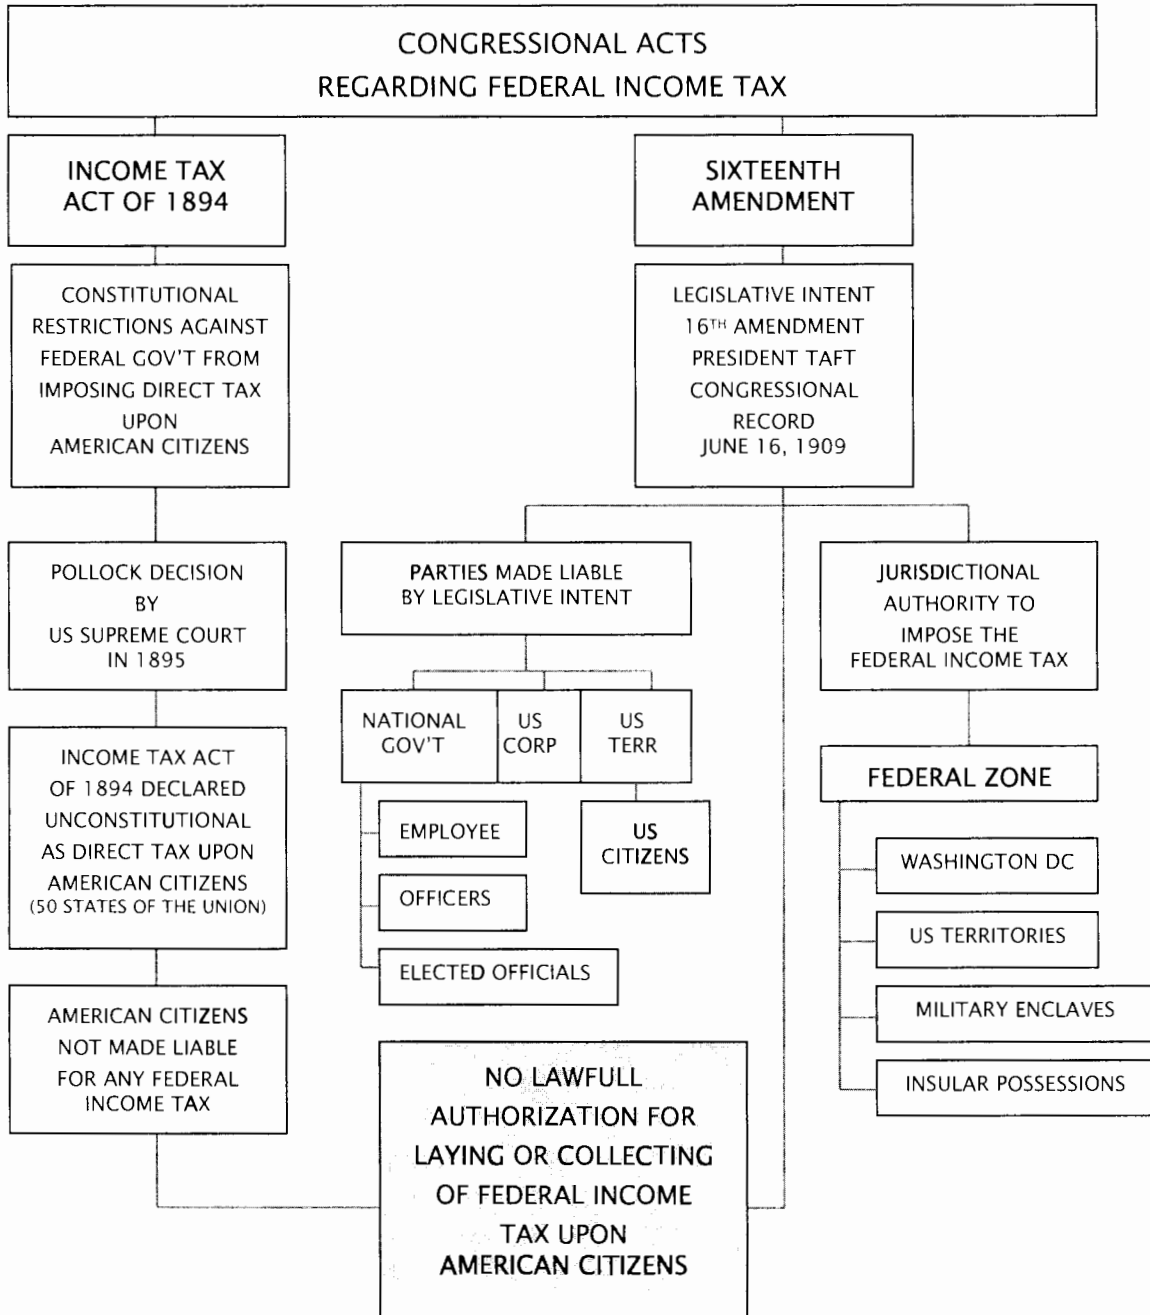 CONGRESSIONAL ACTS
REGARDING FEDERAL INCOME TAX
INCOME TAX
ACT OF 1894
CONSTITUTIONAL
RESTRICTIONS AGAINST
FEDERAL GOV'T FROM
IMPOSING DIRECT TAX
UPON
AMERICAN CITIZENS
POLLOCK DECISION
BY
US SUPREME COURT
IN 1895
INCOME TAX ACT
OF 1894 DECLARED
UNCONSTITUTIONAL
AS DIRECT TAX UPON
AMERICAN CITIZENS
(50 STATES OF THE UNION)
AMERICAN CITIZENS
NOT MADE LIABLE
FOR ANY FEDERAL
INCOME TAX
SIXTEENTH
AMENDMENT
LEGISLATIVE INTENT
16TH AMENDMENT
PRESIDENT TAFT
CONGRESSIONAL
RECORD
JUNE 16, 1909
PARTIES MADE LIABLE
BY LEGISLATIVE INTENT
NATIONAL
GOV'T
EMPLOYEE
OFFICERS
ELECTED OFFICIALS
US
CORP
US
TERR
US
CITIZENS
JURISDICTIONAL
AUTHORITY TO
IMPOSE THE
FEDERAL INCOME TAX
FEDERAL ZONE
WASHINGTON DC
US TERRITORIES
MILITARY ENCLAVES
INSULAR POSSESSIONS
NO LAWFULL
AUTHORIZATION FOR
LAYING OR COLLECTING
OF FEDERAL INCOME
TAX UPON
AMERICAN CITIZENS